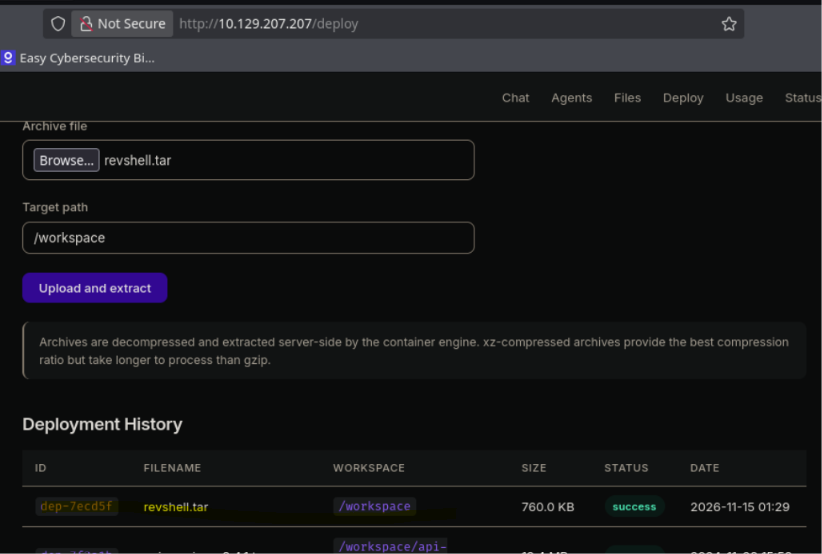 Not Secure http://10.129.207.207/deploy
Easy Cybersecurity Bi...
Chat Agents Files Deploy Usage Status
Archive file
Browse... revshell.tar
Target path
/workspace
Upload and extract
Archives are decompressed and extracted server-side by the container engine. xz-compressed archives provide the best compression
ratio but take longer to process than gzip.
Deployment History
ID FILENAME WORKSPACE SIZE STATUS DATE
dep-7ecd5f revshell.tar /workspace 760.0 KB success 2026-11-15 01:29
/workspace/api-